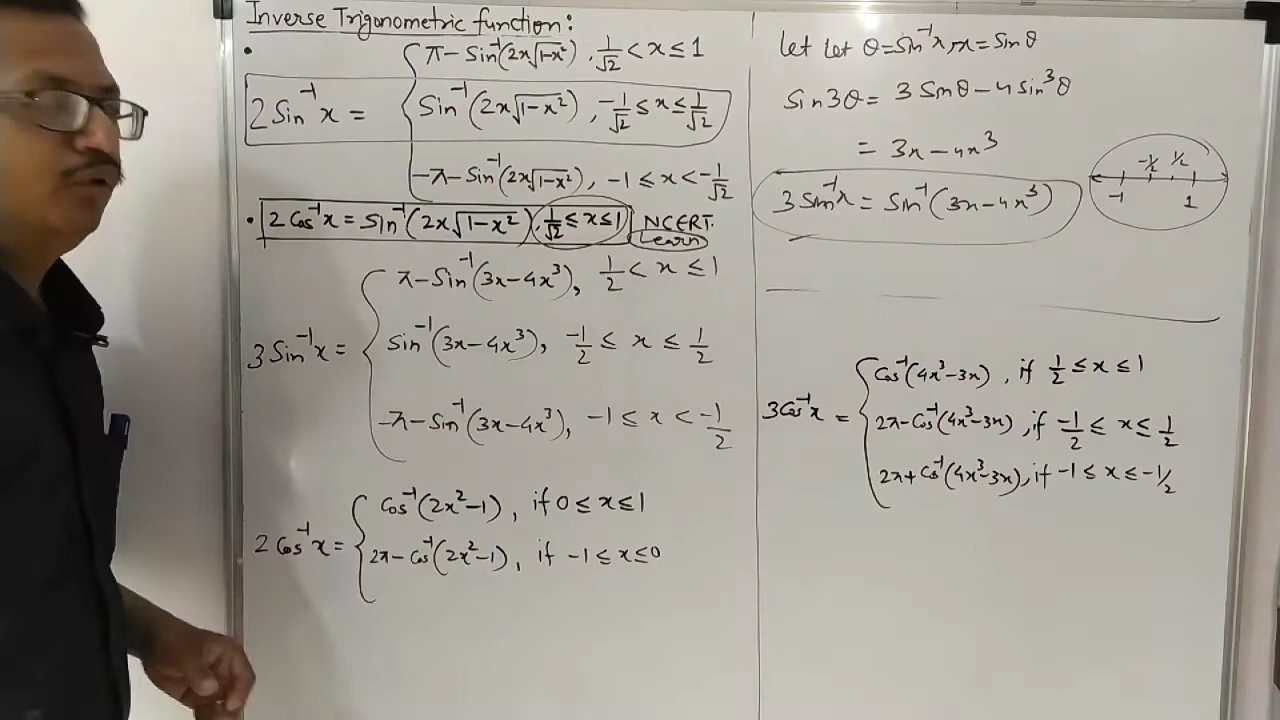 Inverse Trigonometric function:
• π - Sin⁻¹(2x√1-x²), 1/√2 < x ≤ 1
2 Sin⁻¹x = { Sin⁻¹(2x√1-x²), -1/√2 ≤ x ≤ 1/√2
-π - Sin⁻¹(2x√1-x²), -1 ≤ x < -1/√2
• 2 Cos⁻¹x = Sin⁻¹(2x√1-x²), 1/√2 ≤ x ≤ 1 NCERT.
Learn
π - Sin⁻¹(3x-4x³), 1/2 < x ≤ 1
3 Sin⁻¹x = { Sin⁻¹(3x-4x³), -1/2 ≤ x ≤ 1/2
-π - Sin⁻¹(3x-4x³), -1 ≤ x < -1/2
Cos⁻¹(2x²-1), if 0 ≤ x ≤ 1
2 Cos⁻¹x = { 2π - Cos⁻¹(2x²-1), if -1 ≤ x ≤ 0
let let θ = Sin⁻¹x, x = Sin θ
Sin3θ = 3 Sinθ - 4 Sin³θ
= 3x - 4x³
3 Sin⁻¹x = Sin⁻¹(3x - 4x³)
-½ ½
-1 1
Cos⁻¹(4x³-3x), if 1/2 ≤ x ≤ 1
3Cos⁻¹x = { 2π - Cos⁻¹(4x³-3x), if -1/2 ≤ x ≤ 1/2
2π + Cos⁻¹(4x³-3x), if -1 ≤ x ≤ -1/2